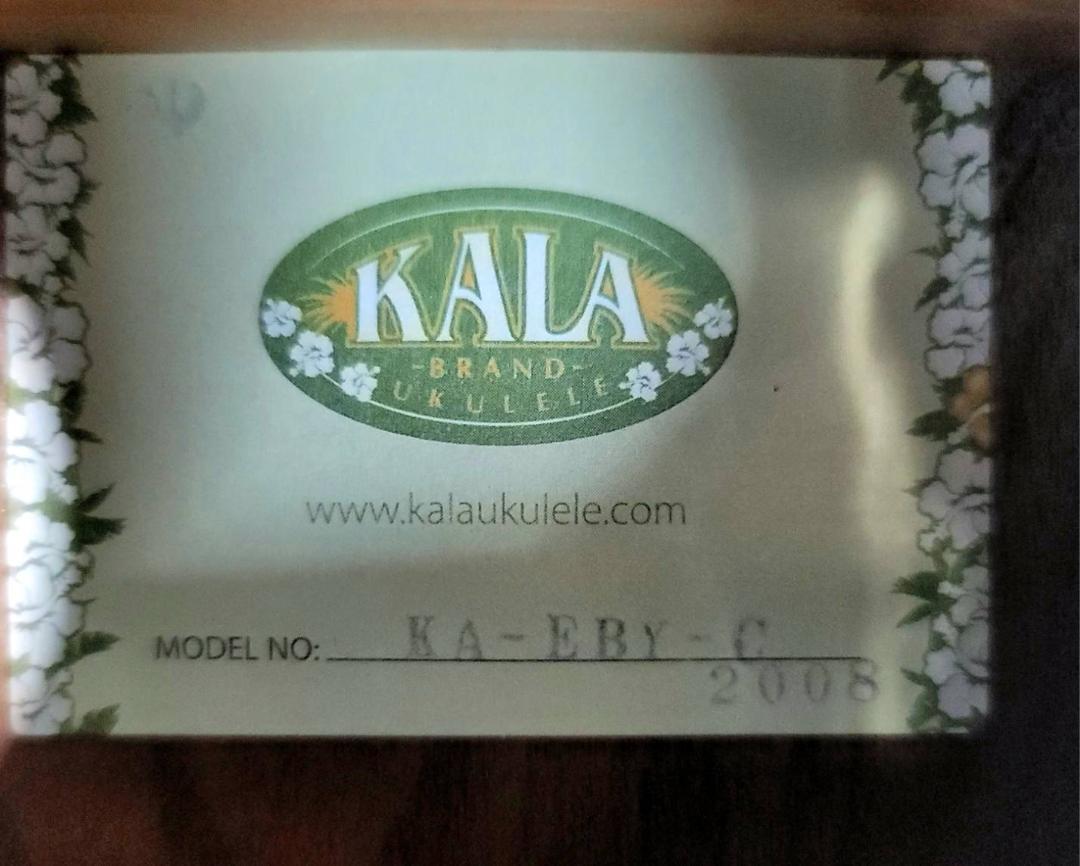 KALA
-BRAND-
UKULELE
www.kalaukulele.com
MODEL NO: KA-EBY-C
2008